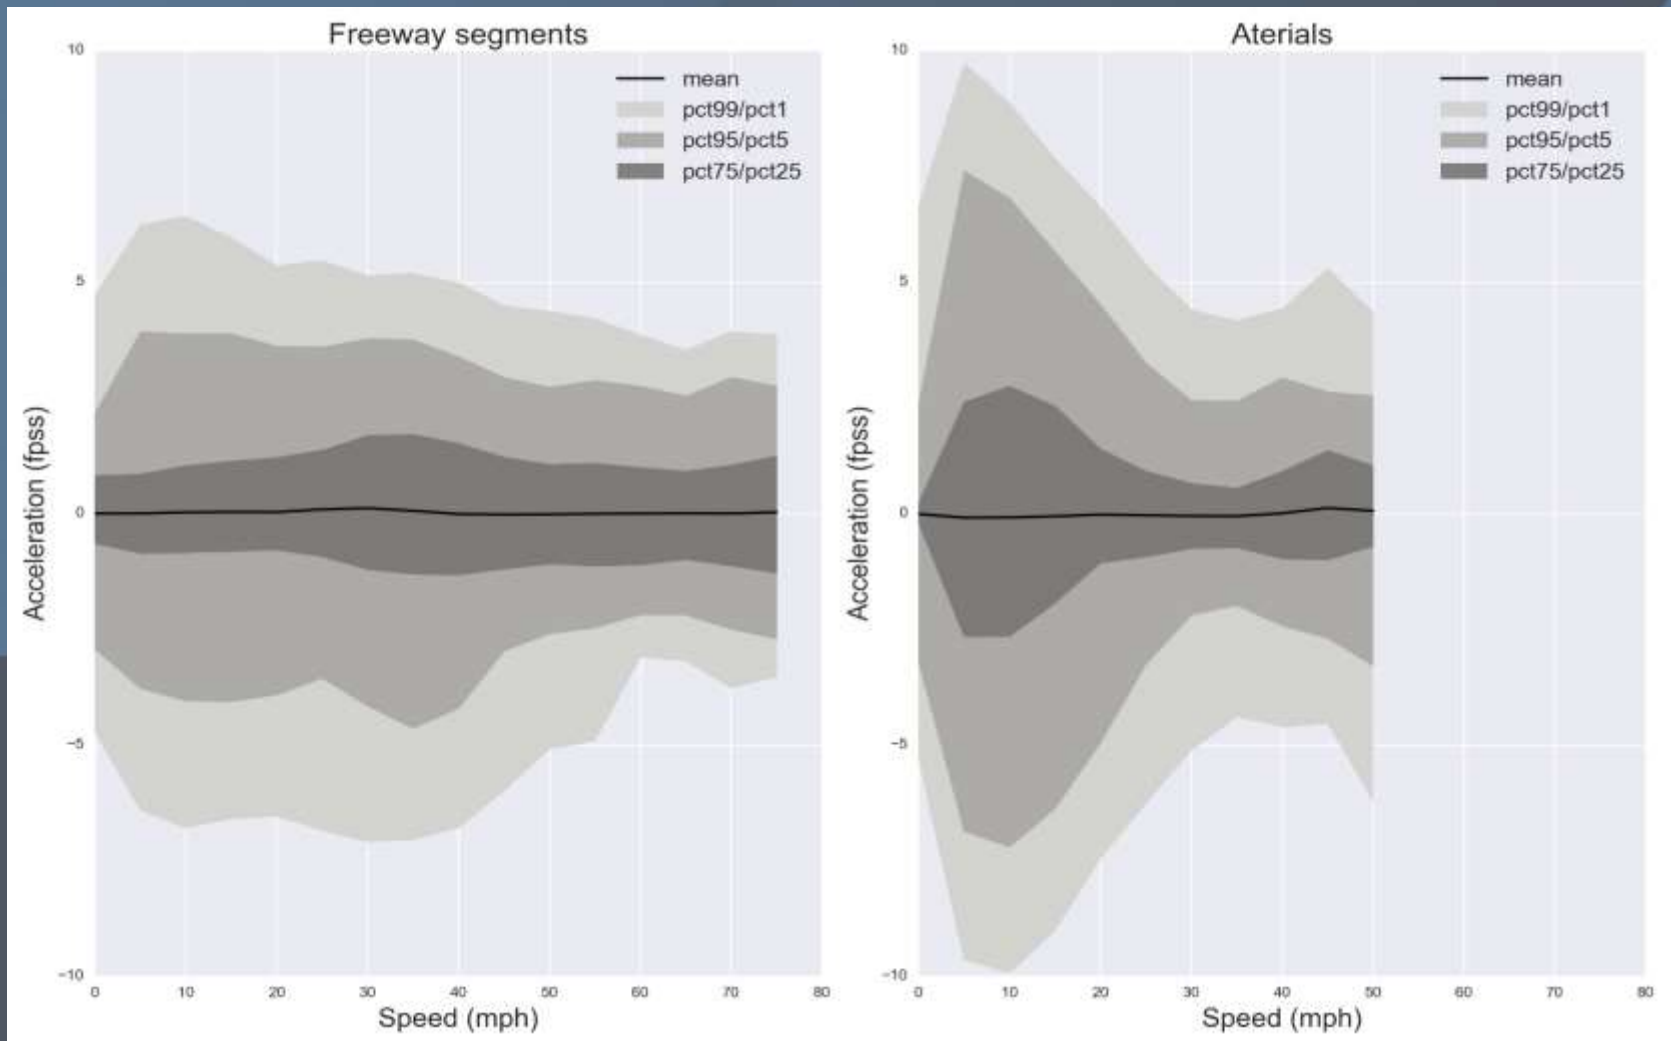 Freeway segments
10
5
0
−5
−10
Acceleration (fpss)
mean
pct99/pct1
pct95/pct5
pct75/pct25
0 10 20 30 40 50 60 70 80
Speed (mph)
Aterials
10
5
0
−5
−10
Acceleration (fpss)
mean
pct99/pct1
pct95/pct5
pct75/pct25
0 10 20 30 40 50 60 70 80
Speed (mph)